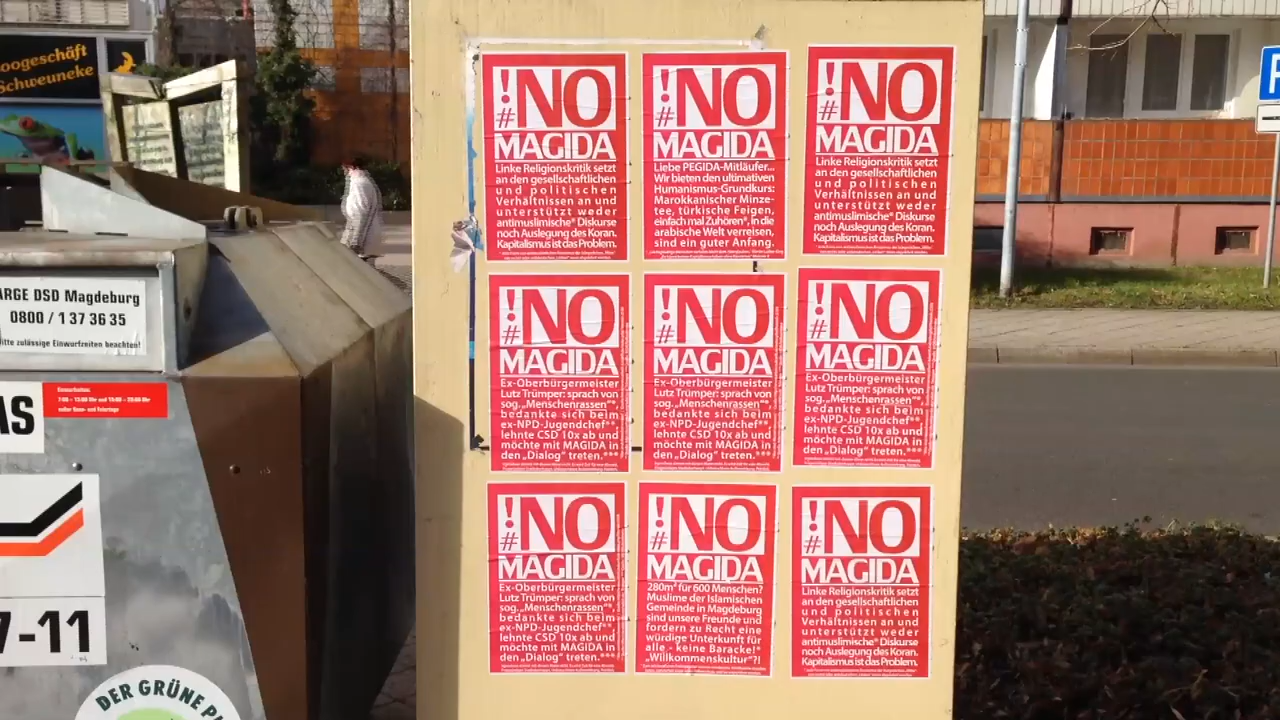 oogeschäft
Schweuneke
ARGE DSD Magdeburg
0800 / 1 37 36 35
itte zulässige Einwurfzeiten beachten!
AS
7-11
DER GRÜNE P
!NO
#
MAGIDA
Linke Religionskritik setzt
an den gesellschaftlichen
und politischen
Verhältnissen an und
unterstützt weder
antimuslimische* Diskurse
noch Auslegung des Koran.
Kapitalismus ist das Problem.
!NO
#
MAGIDA
Liebe PEGIDA-Mitläufer...
Wir bieten den ultimativen
Humanismus-Grundkurs:
Marokkanischer Minze-
tee, türkische Feigen,
einfach mal Zuhören*, in die
arabische Welt verreisen,
sind ein guter Anfang.
!NO
#
MAGIDA
Linke Religionskritik setzt
an den gesellschaftlichen
und politischen
Verhältnissen an und
unterstützt weder
antimuslimische* Diskurse
noch Auslegung des Koran.
Kapitalismus ist das Problem.
!NO
#
MAGIDA
Ex-Oberbürgermeister
Lutz Trümper: sprach von
sog. „Menschenrassen"*,
bedankte sich beim
ex-NPD-Jugendchef**,
lehnte CSD 10x ab und
möchte mit MAGIDA in
den „Dialog" treten.***
!NO
#
MAGIDA
Ex-Oberbürgermeister
Lutz Trümper: sprach von
sog. „Menschenrassen"*,
bedankte sich beim
ex-NPD-Jugendchef**,
lehnte CSD 10x ab und
möchte mit MAGIDA in
den „Dialog" treten.***
!NO
#
MAGIDA
Ex-Oberbürgermeister
Lutz Trümper: sprach von
sog. „Menschenrassen"*,
bedankte sich beim
ex-NPD-Jugendchef**,
lehnte CSD 10x ab und
möchte mit MAGIDA in
den „Dialog" treten.***
!NO
#
MAGIDA
Ex-Oberbürgermeister
Lutz Trümper: sprach von
sog. „Menschenrassen"*,
bedankte sich beim
ex-NPD-Jugendchef**,
lehnte CSD 10x ab und
möchte mit MAGIDA in
den „Dialog" treten.***
!NO
#
MAGIDA
280m² für 600 Menschen?
Muslime der Islamischen
Gemeinde in Magdeburg
sind unsere Freunde und
fordern zu Recht eine
würdige Unterkunft für
alle - keine Baracke!*
„Willkommenskultur"?!
!NO
#
MAGIDA
Linke Religionskritik setzt
an den gesellschaftlichen
und politischen
Verhältnissen an und
unterstützt weder
antimuslimische* Diskurse
noch Auslegung des Koran.
Kapitalismus ist das Problem.